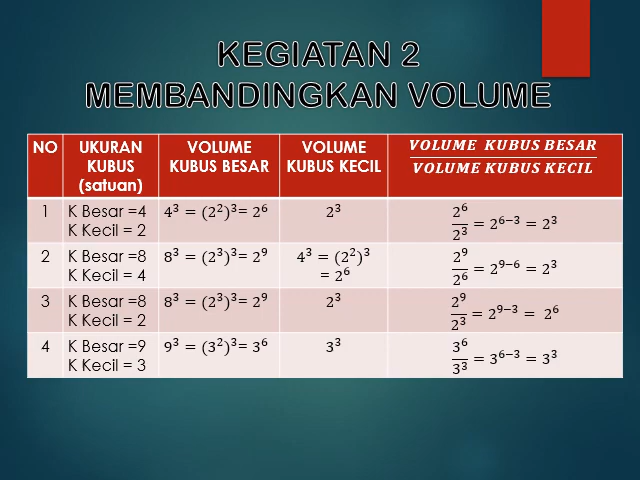 KEGIATAN 2
MEMBANDINGKAN VOLUME
NO UKURAN KUBUS (satuan) VOLUME KUBUS BESAR VOLUME KUBUS KECIL VOLUME KUBUS BESAR / VOLUME KUBUS KECIL
1 K Besar =4 4³ = (2²)³= 2⁶ 2³ 2⁶/2³ = 2⁶⁻³ = 2³
K Kecil = 2
2 K Besar =8 8³ = (2³)³= 2⁹ 4³ = (2²)³ 2⁹/2⁶ = 2⁹⁻⁶ = 2³
K Kecil = 4 = 2⁶
3 K Besar =8 8³ = (2³)³= 2⁹ 2³ 2⁹/2³ = 2⁹⁻³ = 2⁶
K Kecil = 2
4 K Besar =9 9³ = (3²)³= 3⁶ 3³ 3⁶/3³ = 3⁶⁻³ = 3³
K Kecil = 3